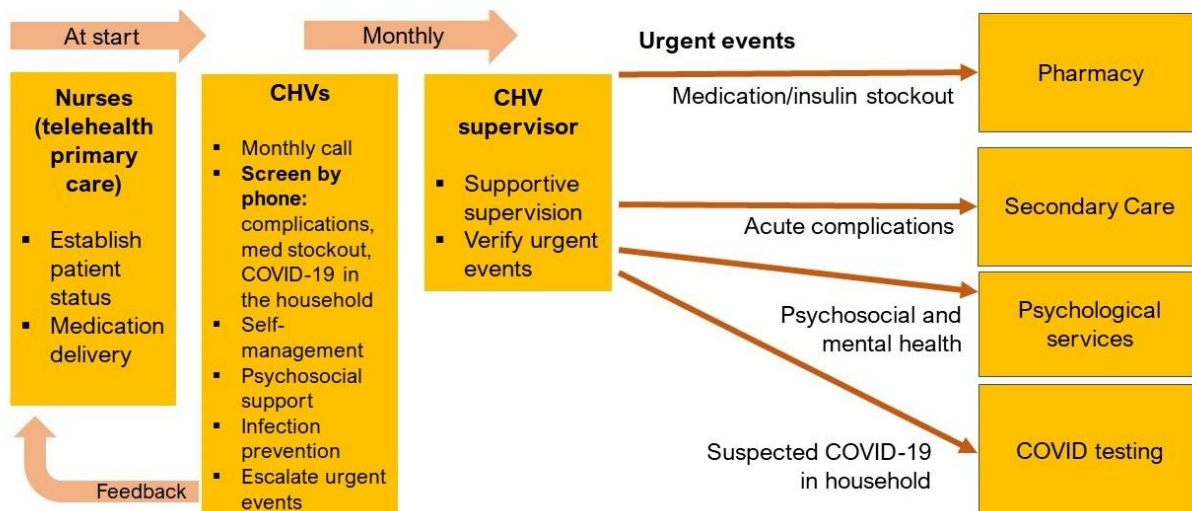 At start
Monthly
Nurses
(telehealth
primary
care)
▪ Establish
patient
status
▪ Medication
delivery
Feedback
CHVs
▪ Monthly call
▪ Screen by
phone:
complications,
med stockout,
COVID-19 in
the household
▪ Self-
management
▪ Psychosocial
support
▪ Infection
prevention
▪ Escalate urgent
events
CHV
supervisor
▪ Supportive
supervision
▪ Verify urgent
events
Urgent events
Medication/insulin stockout
Pharmacy
Acute complications
Secondary Care
Psychosocial and
mental health
Psychological
services
Suspected COVID-19
in household
COVID testing